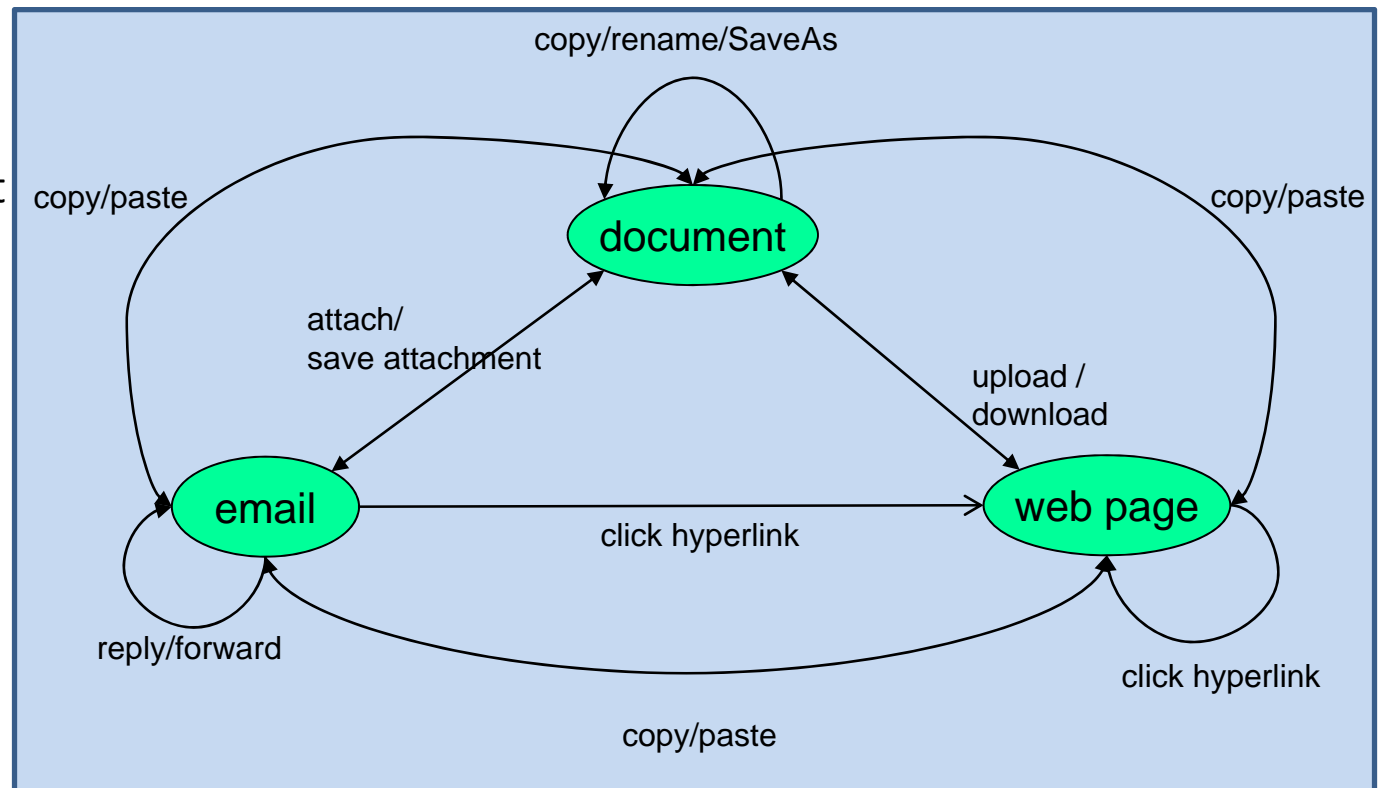 copy/rename/SaveAs
t
copy/paste
copy/paste
document
attach/
save attachment
upload /
download
email
web page
click hyperlink
reply/forward
click hyperlink
copy/paste